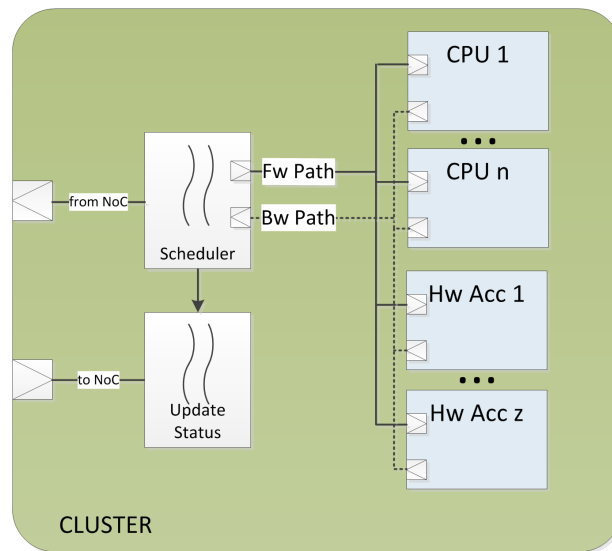 CPU 1
• • •
CPU n
Fw Path
from NoC
Bw Path
Scheduler
Hw Acc 1
to NoC
• • •
Update
Status
Hw Acc z
CLUSTER